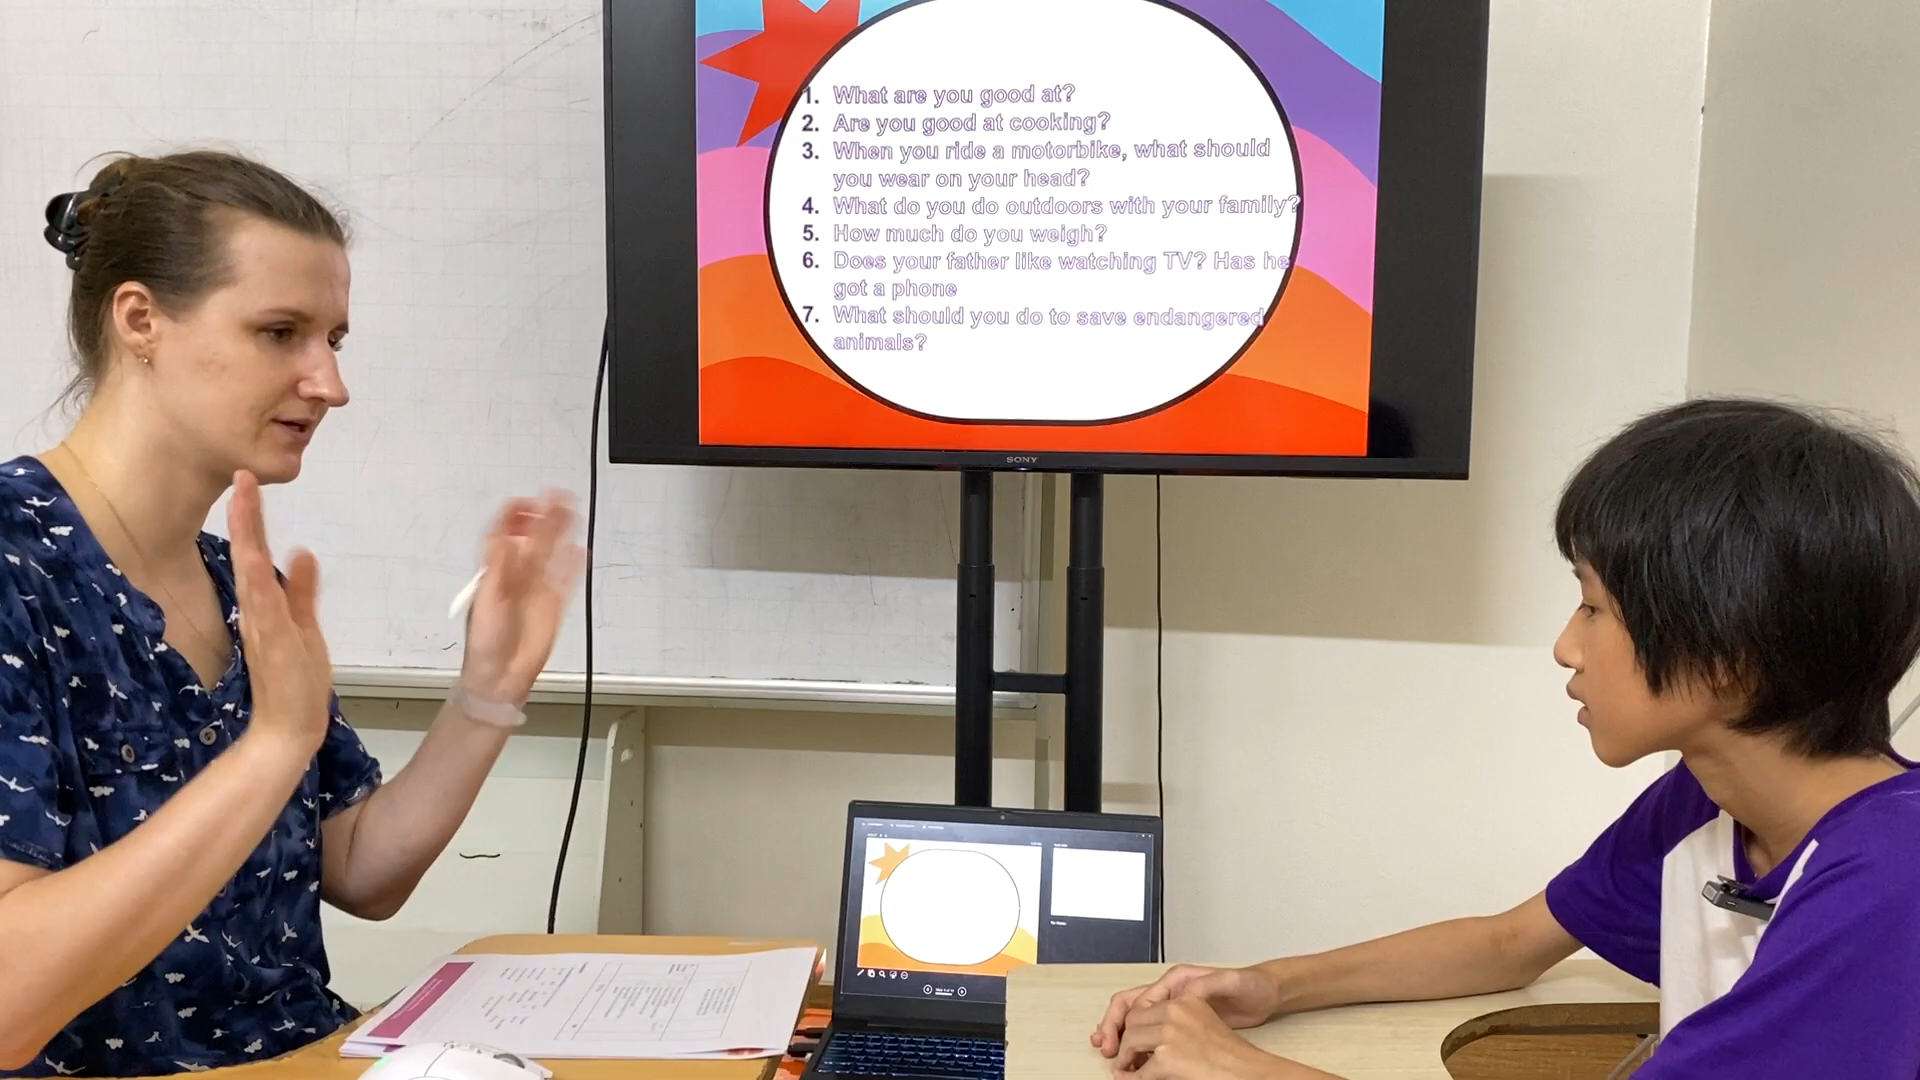 1. What are you good at?
2. Are you good at cooking?
3. When you ride a motorbike, what should
you wear on your head?
4. What do you do outdoors with your family?
5. How much do you weigh?
6. Does your father like watching TV? Has he
got a phone
7. What should you do to save endangered
animals?
SONY